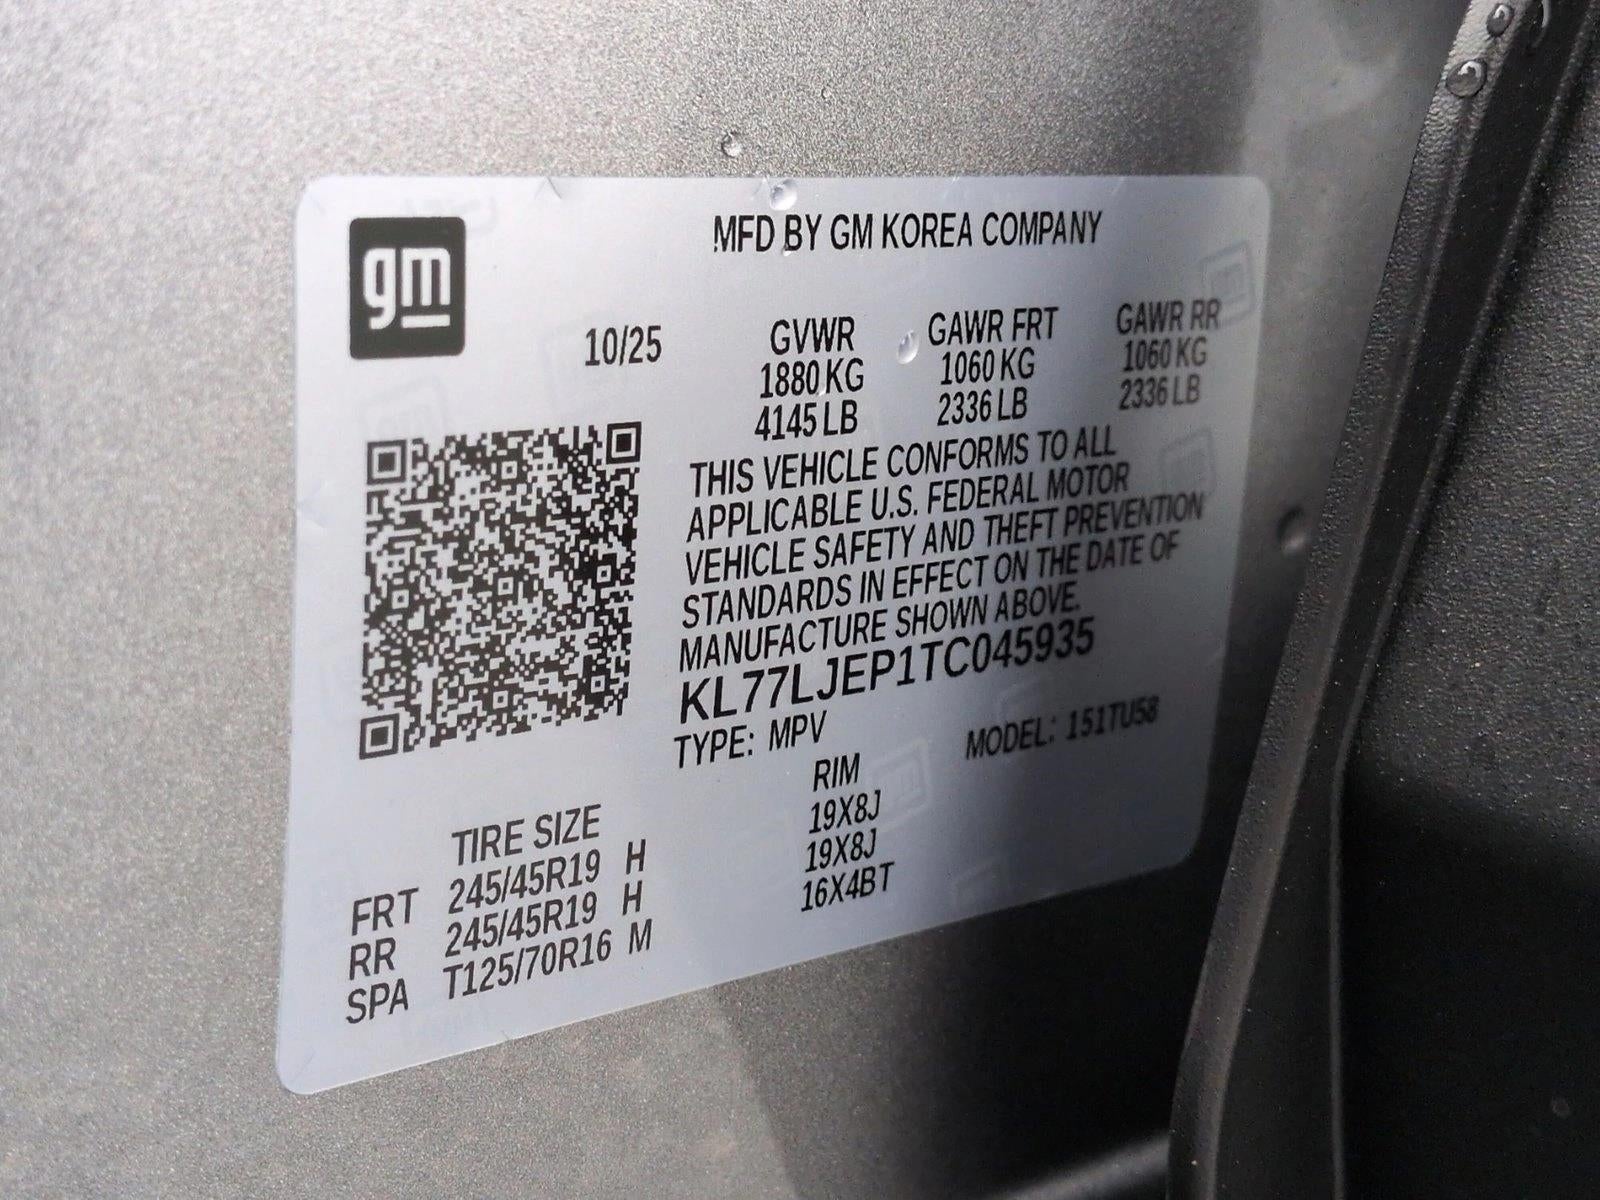 gm
MFD BY GM KOREA COMPANY
10/25
GVWR GAWR FRT GAWR RR
1880 KG 1060 KG 1060 KG
4145 LB 2336 LB 2336 LB
THIS VEHICLE CONFORMS TO ALL
APPLICABLE U.S. FEDERAL MOTOR
VEHICLE SAFETY AND THEFT PREVENTION
STANDARDS IN EFFECT ON THE DATE OF
MANUFACTURE SHOWN ABOVE.
KL77LJEP1TC045935
TYPE: MPV MODEL: 151TU58
TIRE SIZE RIM
FRT 245/45R19 H 19X8J
RR 245/45R19 H 19X8J
SPA T125/70R16 M 16X4BT